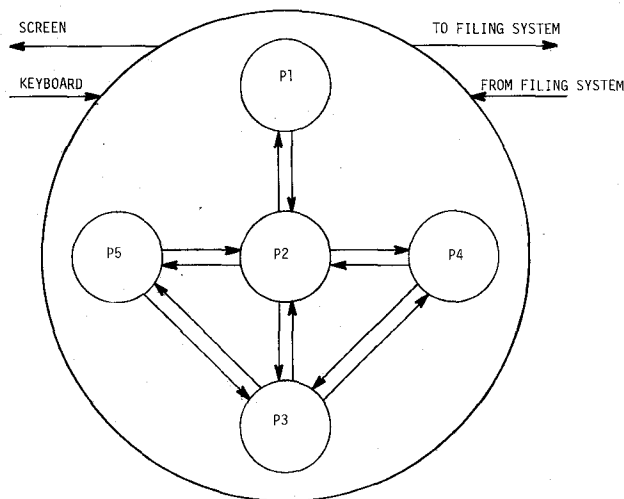 SCREEN
TO FILING SYSTEM
P1
KEYBOARD
FROM FILING SYSTEM
P5
P2
P4
P3